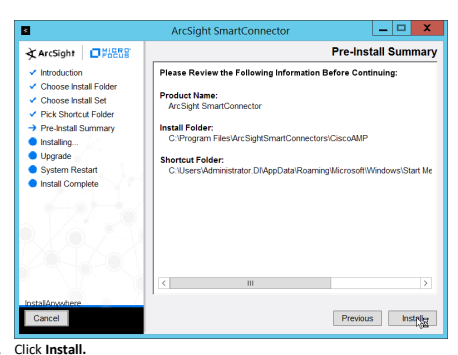 ArcSight SmartConnector
ArcSight MICRO FOCUS
Pre-Install Summary
Introduction
Choose Install Folder
Choose Install Set
Pick Shortcut Folder
Pre-Install Summary
Installing...
Upgrade
System Restart
Install Complete
Please Review the Following Information Before Continuing:
Product Name:
ArcSight SmartConnector
Install Folder:
C:\Program Files\ArcSightSmartConnectors\CiscoAMP
Shortcut Folder:
C:\Users\Administrator.DI\AppData\Roaming\Microsoft\Windows\Start Me
InstallAnywhere
Cancel
Previous
Install
Click Install.